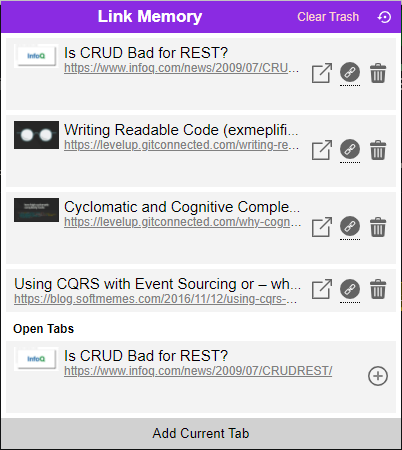 Link Memory
Clear Trash
InfoQ
Is CRUD Bad for REST?
https://www.infoq.com/news/2009/07/CRU...
Writing Readable Code (exmeplifi...
https://levelup.gitconnected.com/writing-re...
Cyclomatic and Cognitive Comple...
https://levelup.gitconnected.com/why-cogn...
Using CQRS with Event Sourcing or – wh...
https://blog.softmemes.com/2016/11/12/using-cqrs-...
Open Tabs
InfoQ
Is CRUD Bad for REST?
https://www.infoq.com/news/2009/07/CRUDREST/
Add Current Tab